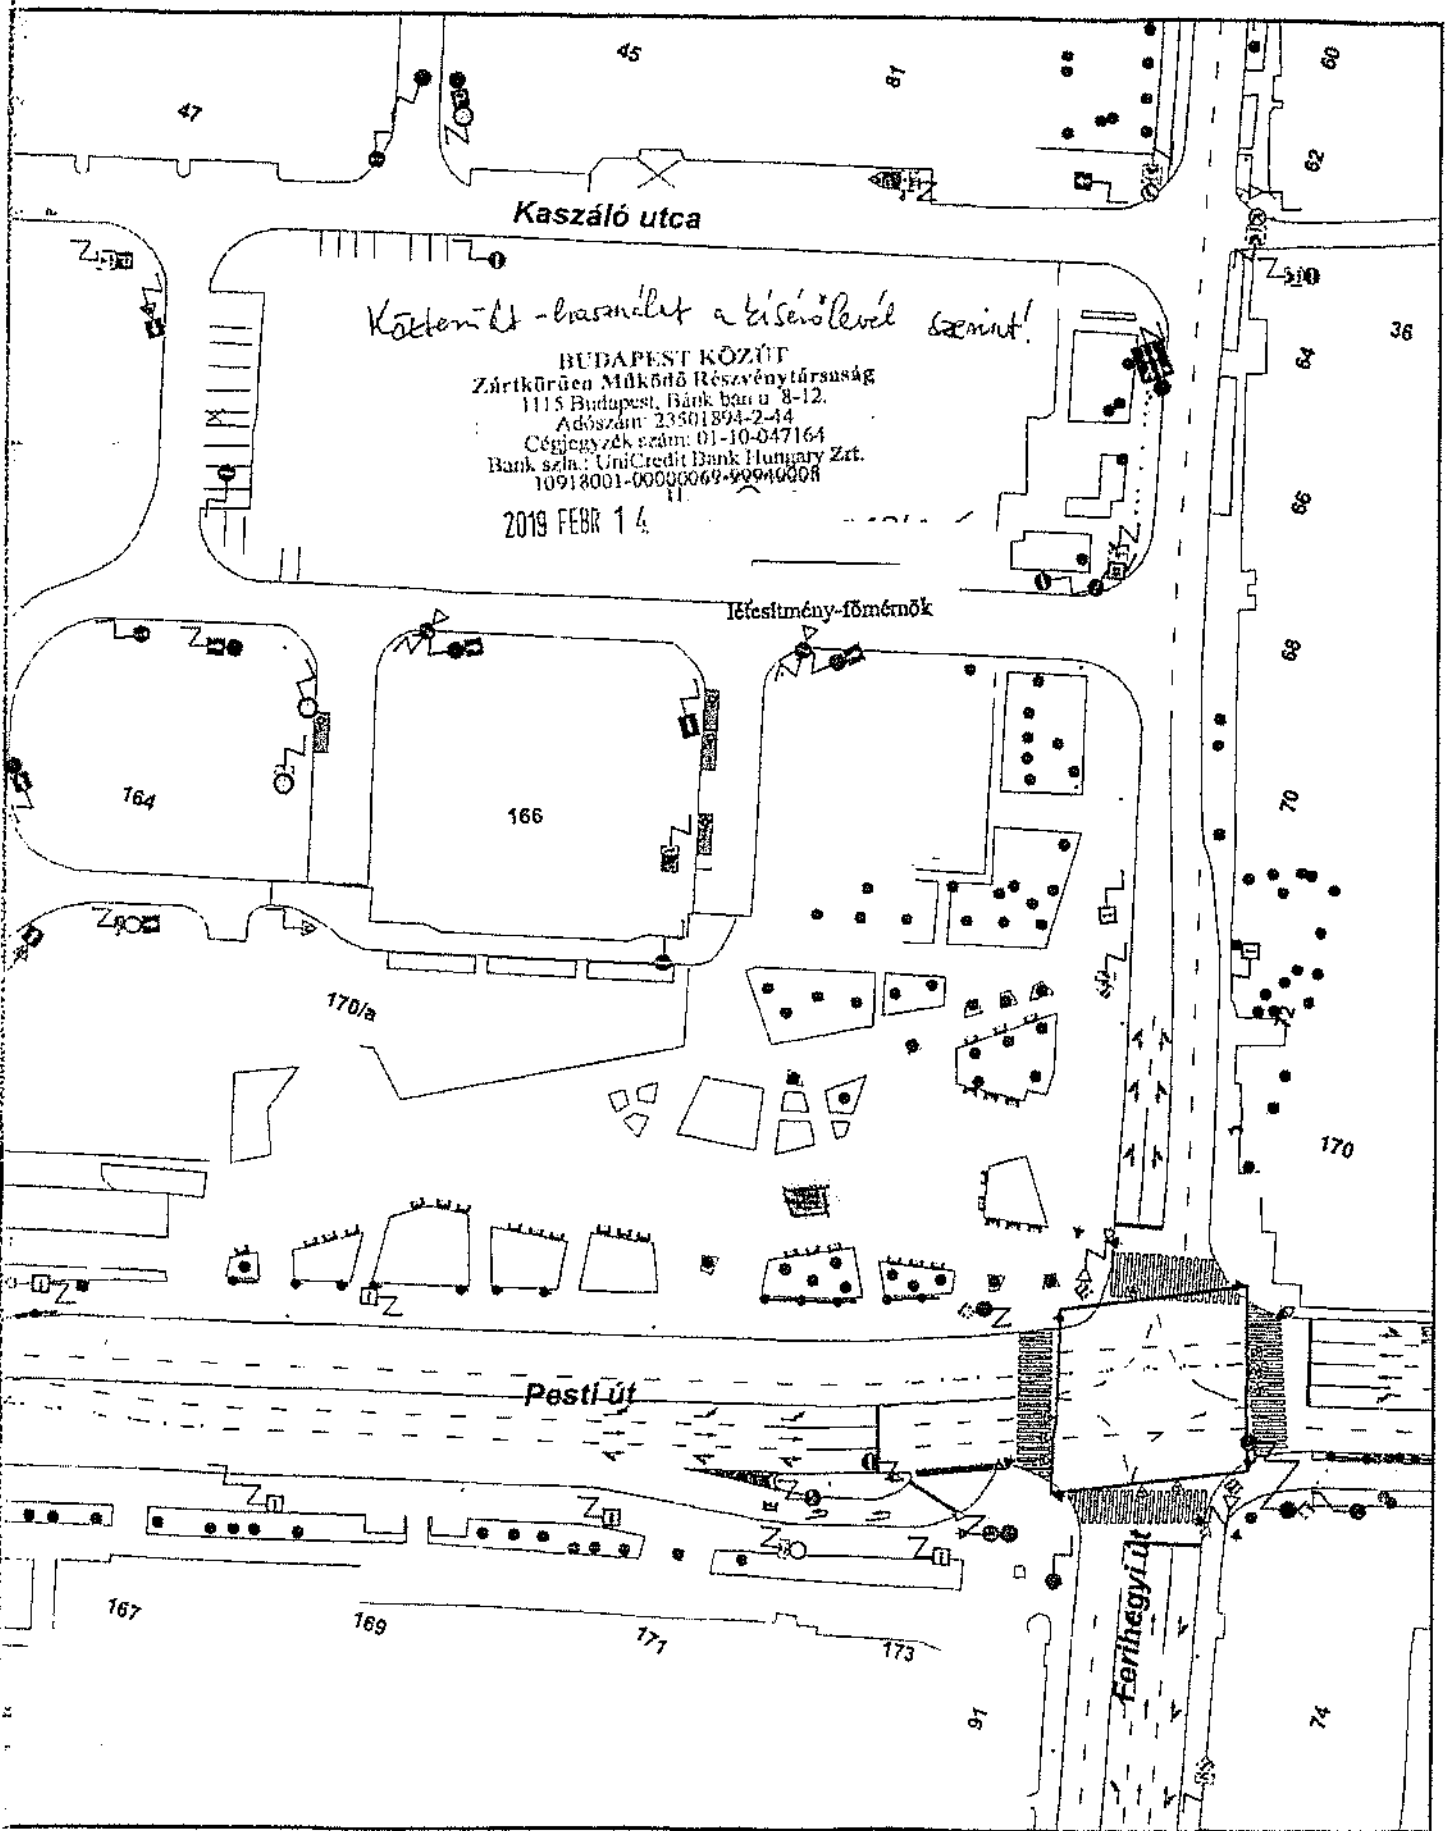 45
81
60
47
62
Kaszáló utca
Közterület-használat a kísérőlevél szerint!
36
64
BUDAPEST KÖZÚT
Zártkörűen Működő Részvénytársaság
1115 Budapest, Bánk bán u 8-12.
Adószám: 23501894-2-44
Cégjegyzék szám: 01-10-047164
Bank szla.: UniCredit Bank Hungary Zrt.
10918001-00000069-99940008
11.
2019 FEBR 14.
66
létesítmény-főmérnök
68
164
166
70
170/a
72
170
Pesti út
Ferihegyi út
167
169
171
173
91
74